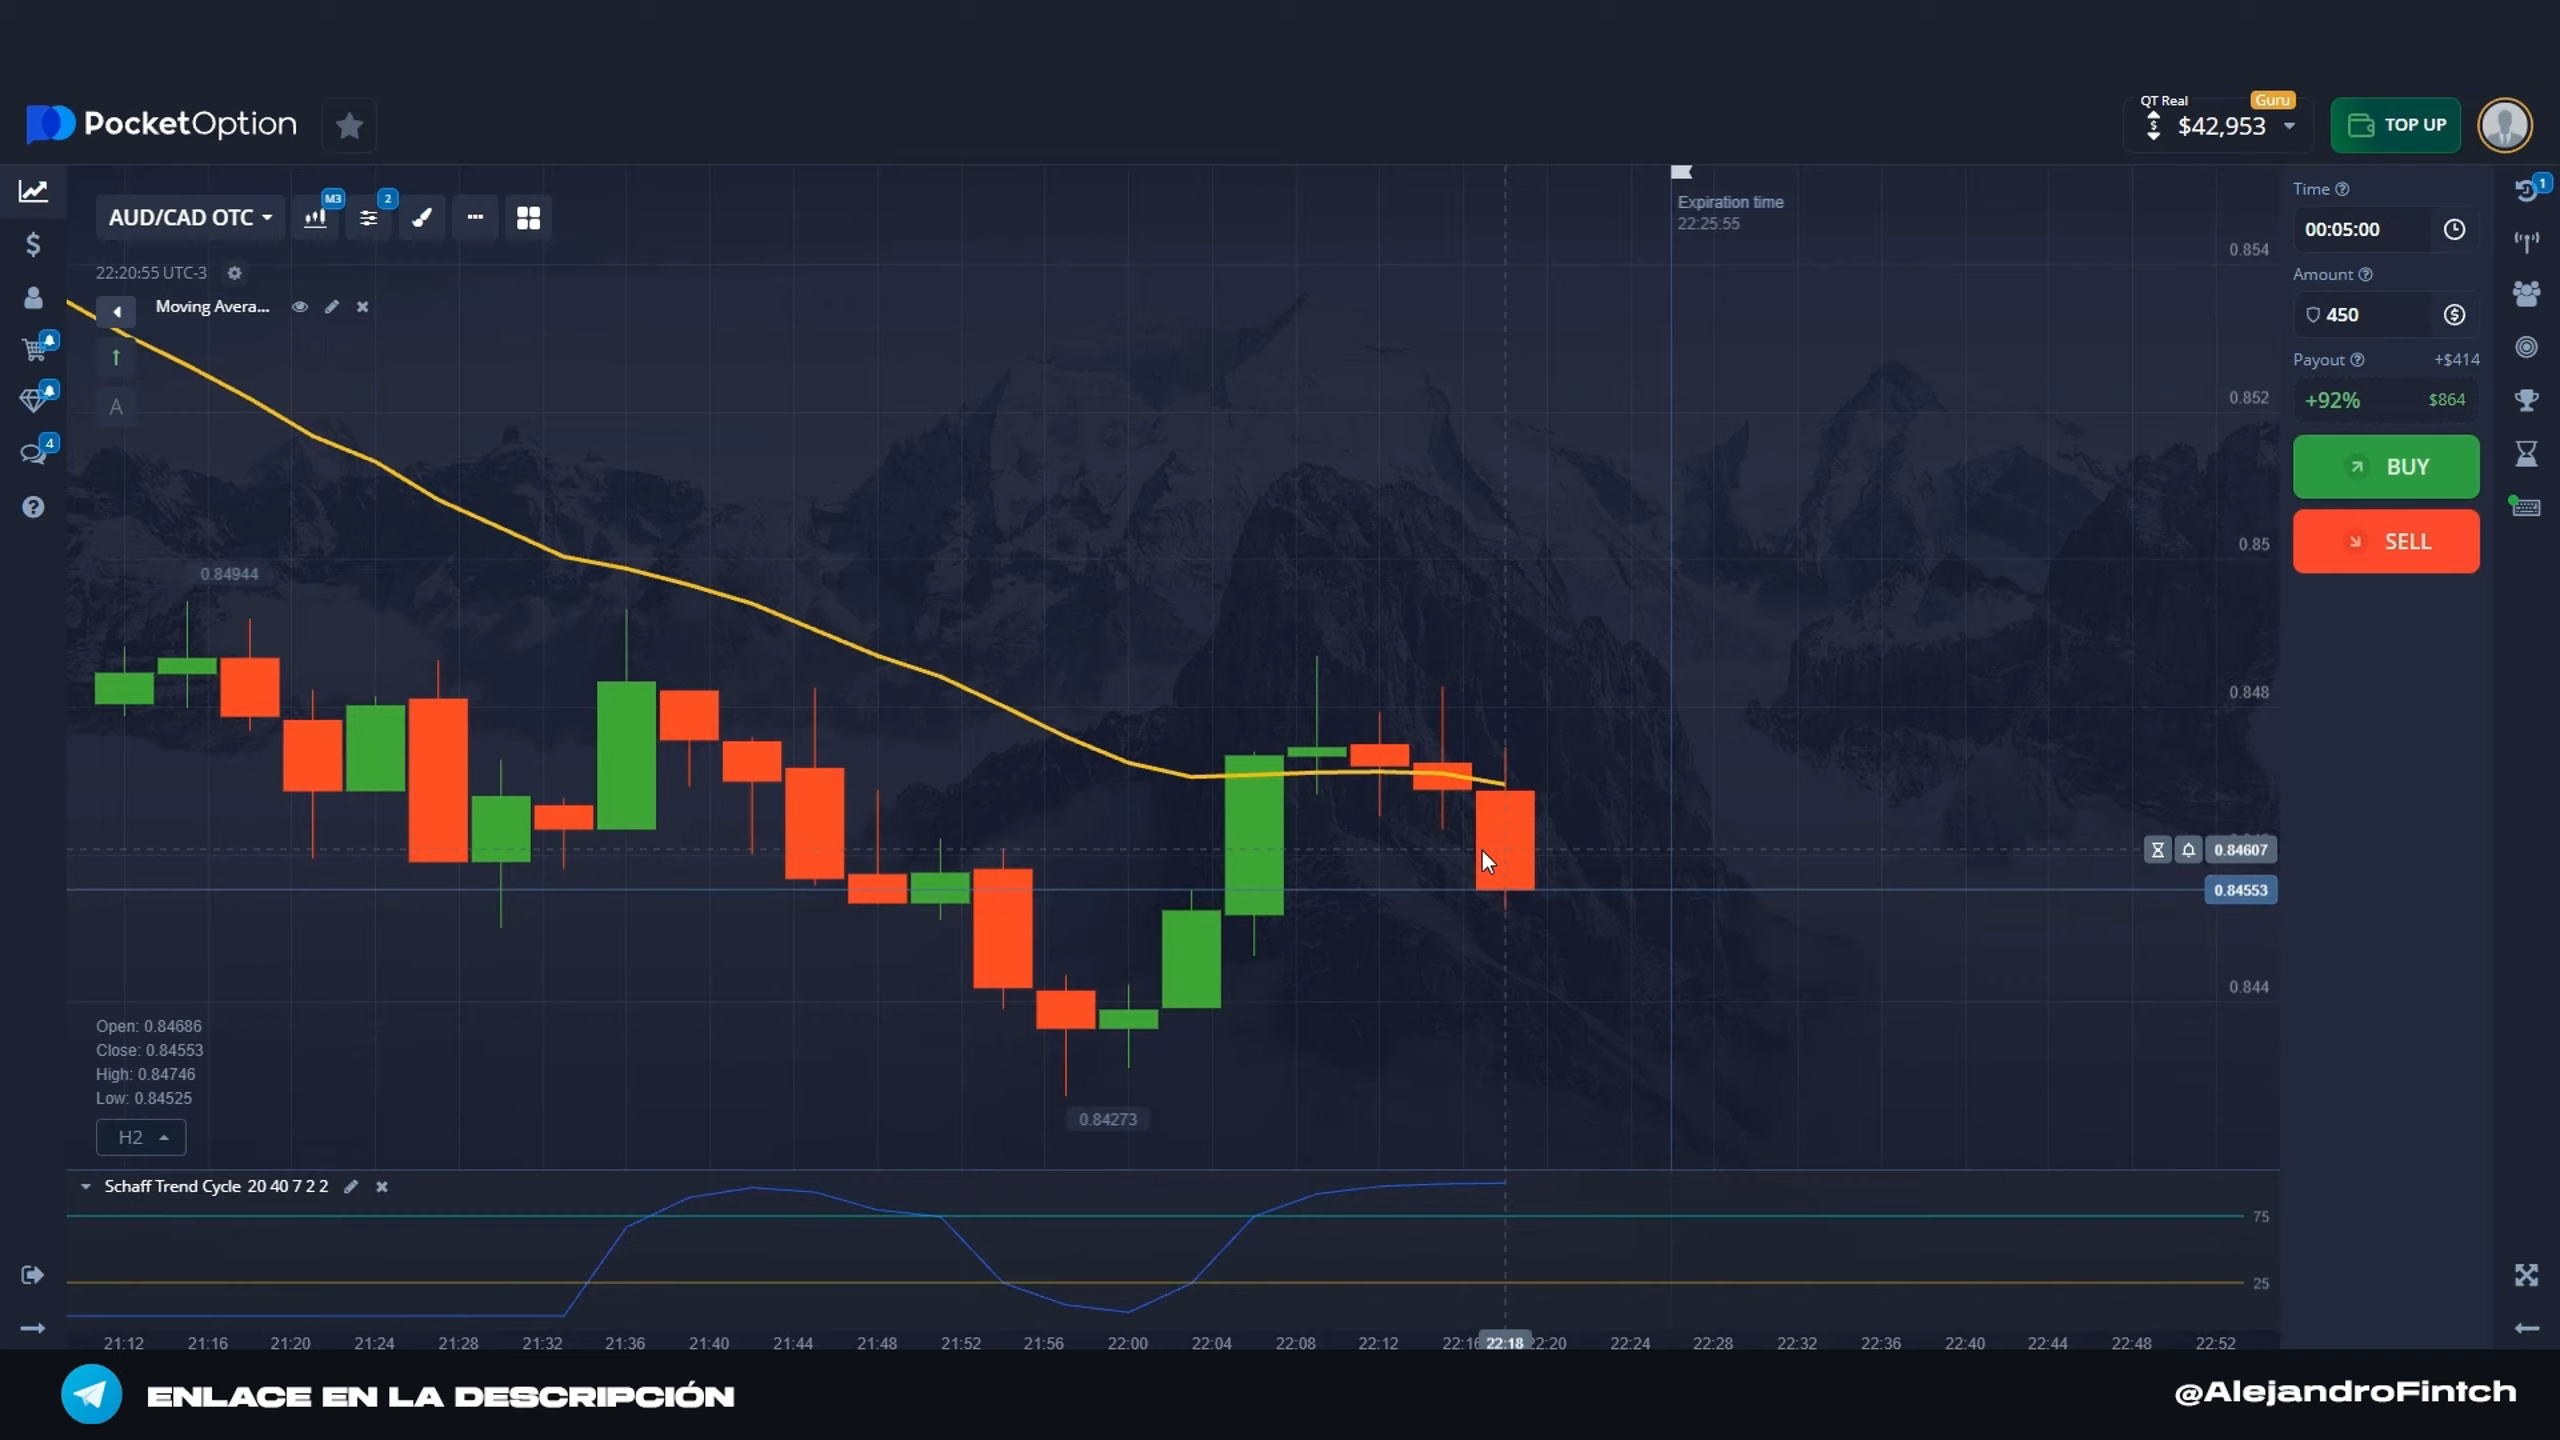 PocketOption
QT Real
Guru
$42,953
TOP UP
AUD/CAD OTC
M3
2
22:20:55 UTC-3
Moving Avera...
A
4
Expiration time
22:25:55
Time
00:05:00
Amount
450
Payout
+$414
+92%
$864
BUY
SELL
1
0.854
0.852
0.85
0.848
0.84607
0.84553
0.844
0.84944
0.84273
Open: 0.84686
Close: 0.84553
High: 0.84746
Low: 0.84525
H2
Schaff Trend Cycle 20 40 7 2 2
75
25
21:12 21:16 21:20 21:24 21:28 21:32 21:36 21:40 21:44 21:48 21:52 21:56 22:00 22:04 22:08 22:12 22:16 22:18 22:20 22:24 22:28 22:32 22:36 22:40 22:44 22:48 22:52
ENLACE EN LA DESCRIPCIÓN
@AlejandroFintch